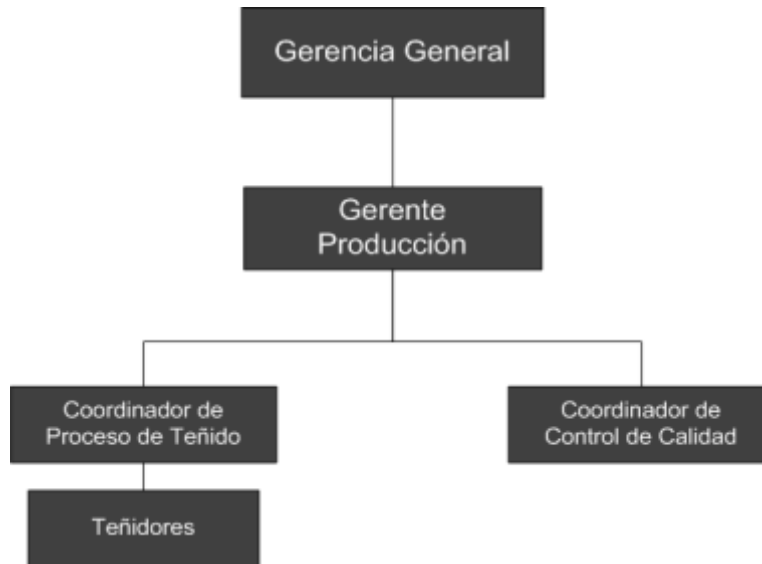 Gerencia General
Gerente
Producción
Coordinador de
Proceso de Teñido
Coordinador de
Control de Calidad
Teñidores